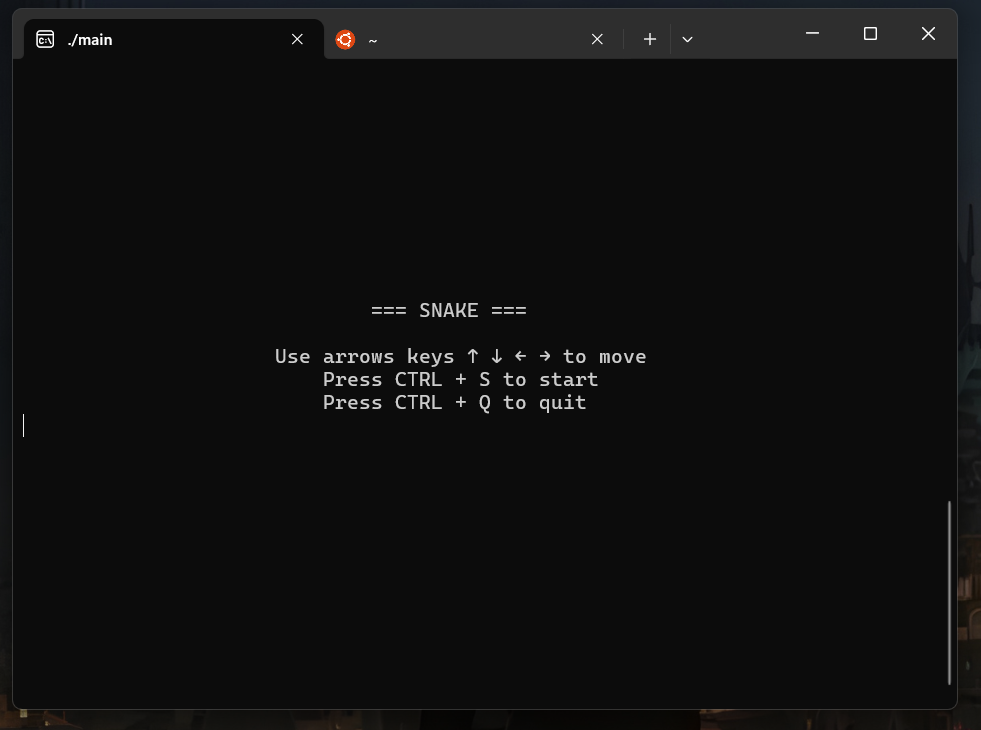 ./main
~
=== SNAKE ===
Use arrows keys ↑ ↓ ← → to move
Press CTRL + S to start
Press CTRL + Q to quit